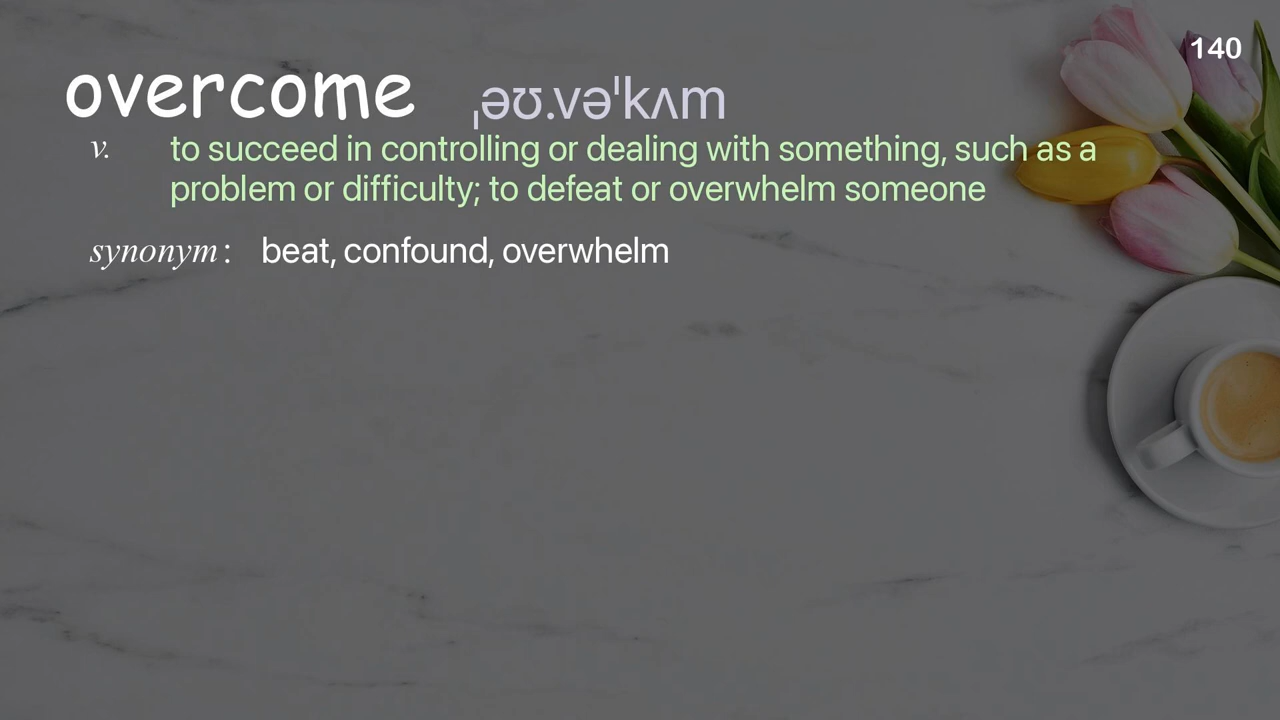 140
overcome ˌəʊ.vəˈkʌm
v. to succeed in controlling or dealing with something, such as a
problem or difficulty; to defeat or overwhelm someone
synonym : beat, confound, overwhelm